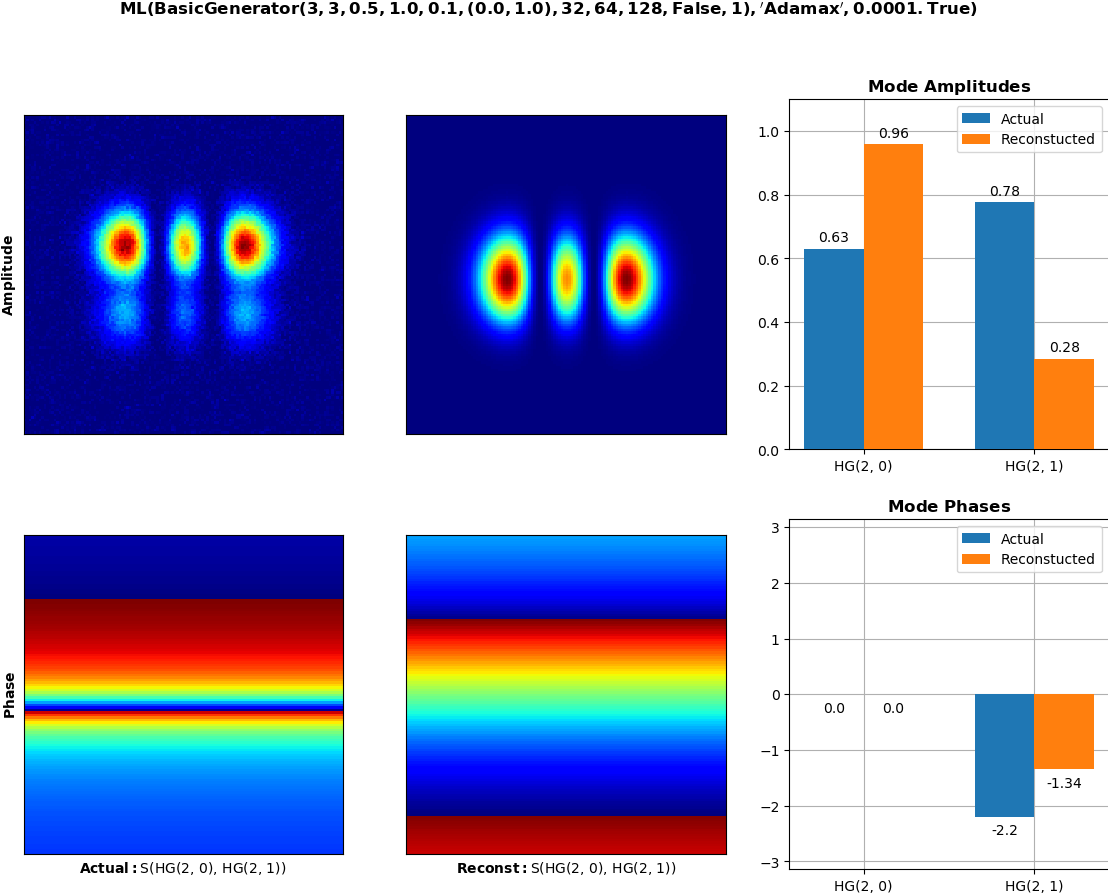 ML(BasicGenerator(3, 3, 0.5, 1.0, 0.1, (0.0, 1.0), 32, 64, 128, False, 1), ′Adamax′, 0.0001. True)
Amplitude
Mode Amplitudes
Actual
Reconstucted
1.0
0.8
0.6
0.4
0.2
0.0
0.63
0.96
0.78
0.28
HG(2, 0)
HG(2, 1)
Phase
Actual: S(HG(2, 0), HG(2, 1))
Reconst: S(HG(2, 0), HG(2, 1))
Mode Phases
Actual
Reconstucted
3
2
1
0
−1
−2
−3
0.0
0.0
-2.2
-1.34
HG(2, 0)
HG(2, 1)